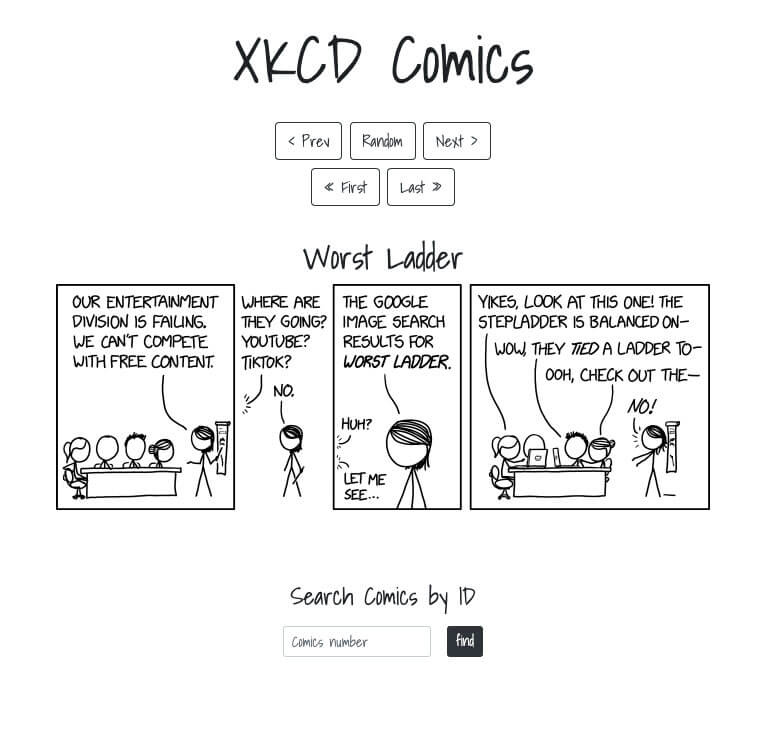 XKCD Comics
< Prev
Random
Next >
« First
Last »
Worst Ladder
OUR ENTERTAINMENT
DIVISION IS FAILING.
WE CAN'T COMPETE
WITH FREE CONTENT.
WHERE ARE
THEY GOING?
YOUTUBE?
TIKTOK?
NO.
THE GOOGLE
IMAGE SEARCH
RESULTS FOR
WORST LADDER.
HUH?
LET ME
SEE...
YIKES, LOOK AT THIS ONE! THE
STEPLADDER IS BALANCED ON—
WOW, THEY TIED A LADDER TO—
OOH, CHECK OUT THE—
NO!
Search Comics by ID
Comics number
find